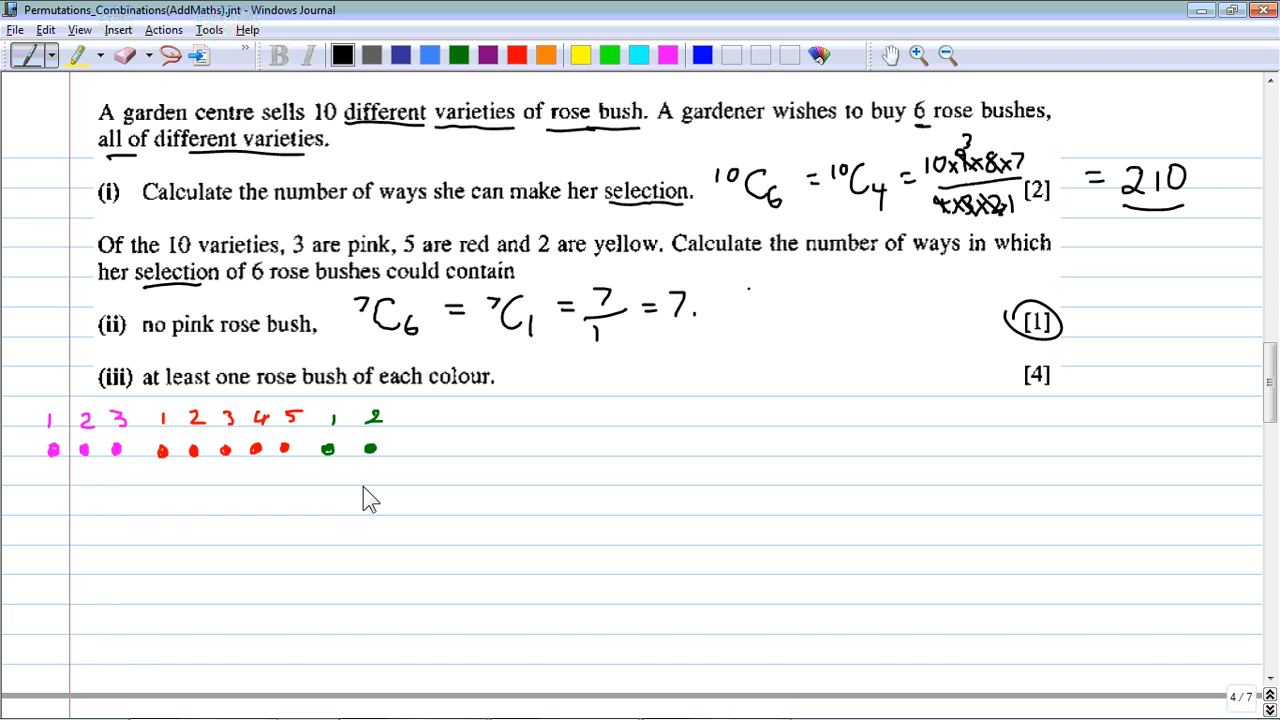 Permutations_Combinations(AddMaths).jnt - Windows Journal
File Edit View Insert Actions Tools Help
B I
A garden centre sells 10 different varieties of rose bush. A gardener wishes to buy 6 rose bushes,
all of different varieties.
(i) Calculate the number of ways she can make her selection. [2]
¹⁰C₆ = ¹⁰C₄ = 10×9×8×7 / 4×3×2×1 = 210
3
Of the 10 varieties, 3 are pink, 5 are red and 2 are yellow. Calculate the number of ways in which
her selection of 6 rose bushes could contain
(ii) no pink rose bush, ⁷C₆ = ⁷C₁ = 7/1 = 7. [1]
(iii) at least one rose bush of each colour. [4]
1 2 3 1 2 3 4 5 1 2
4 / 7